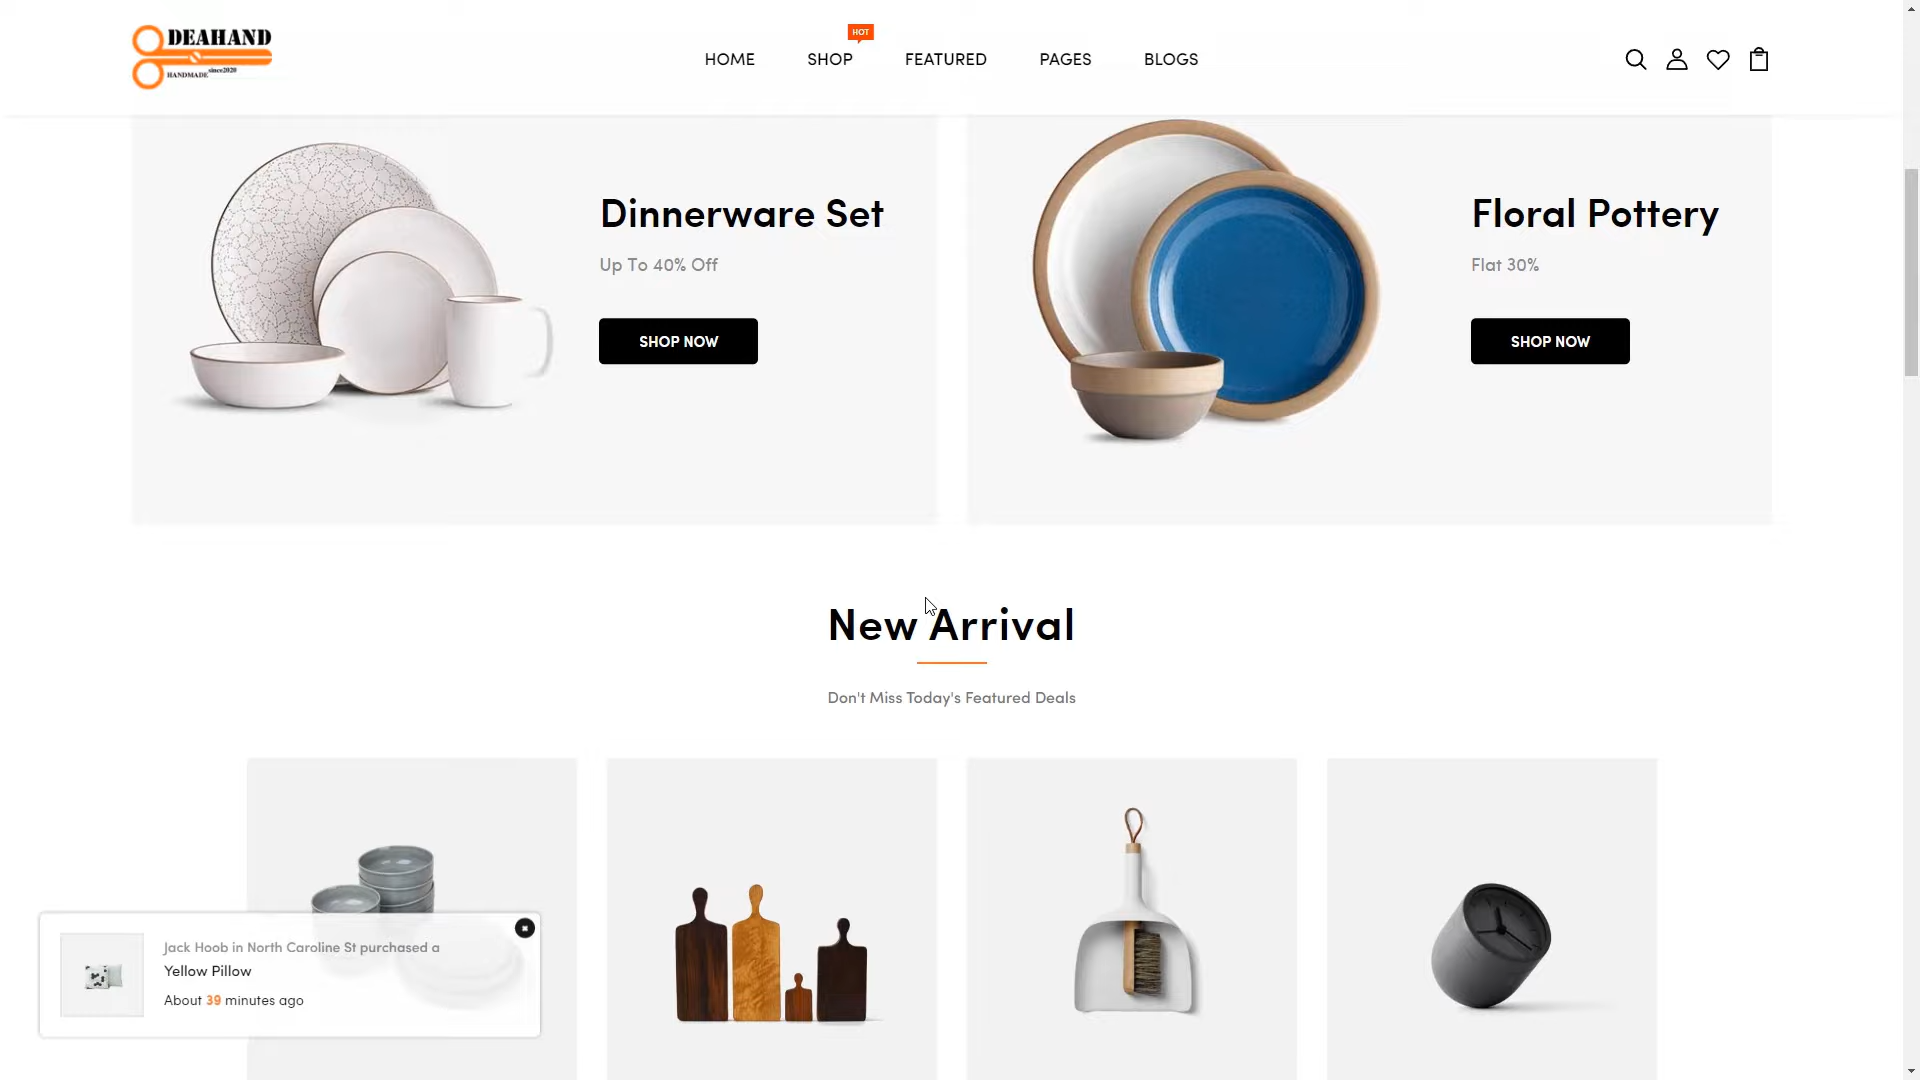 DEAHAND
HANDMADE since2020
HOME
SHOP
HOT
FEATURED
PAGES
BLOGS
Dinnerware Set
Up To 40% Off
SHOP NOW
Floral Pottery
Flat 30%
SHOP NOW
New Arrival
Don't Miss Today's Featured Deals
Jack Hoob in North Caroline St purchased a
Yellow Pillow
About 39 minutes ago